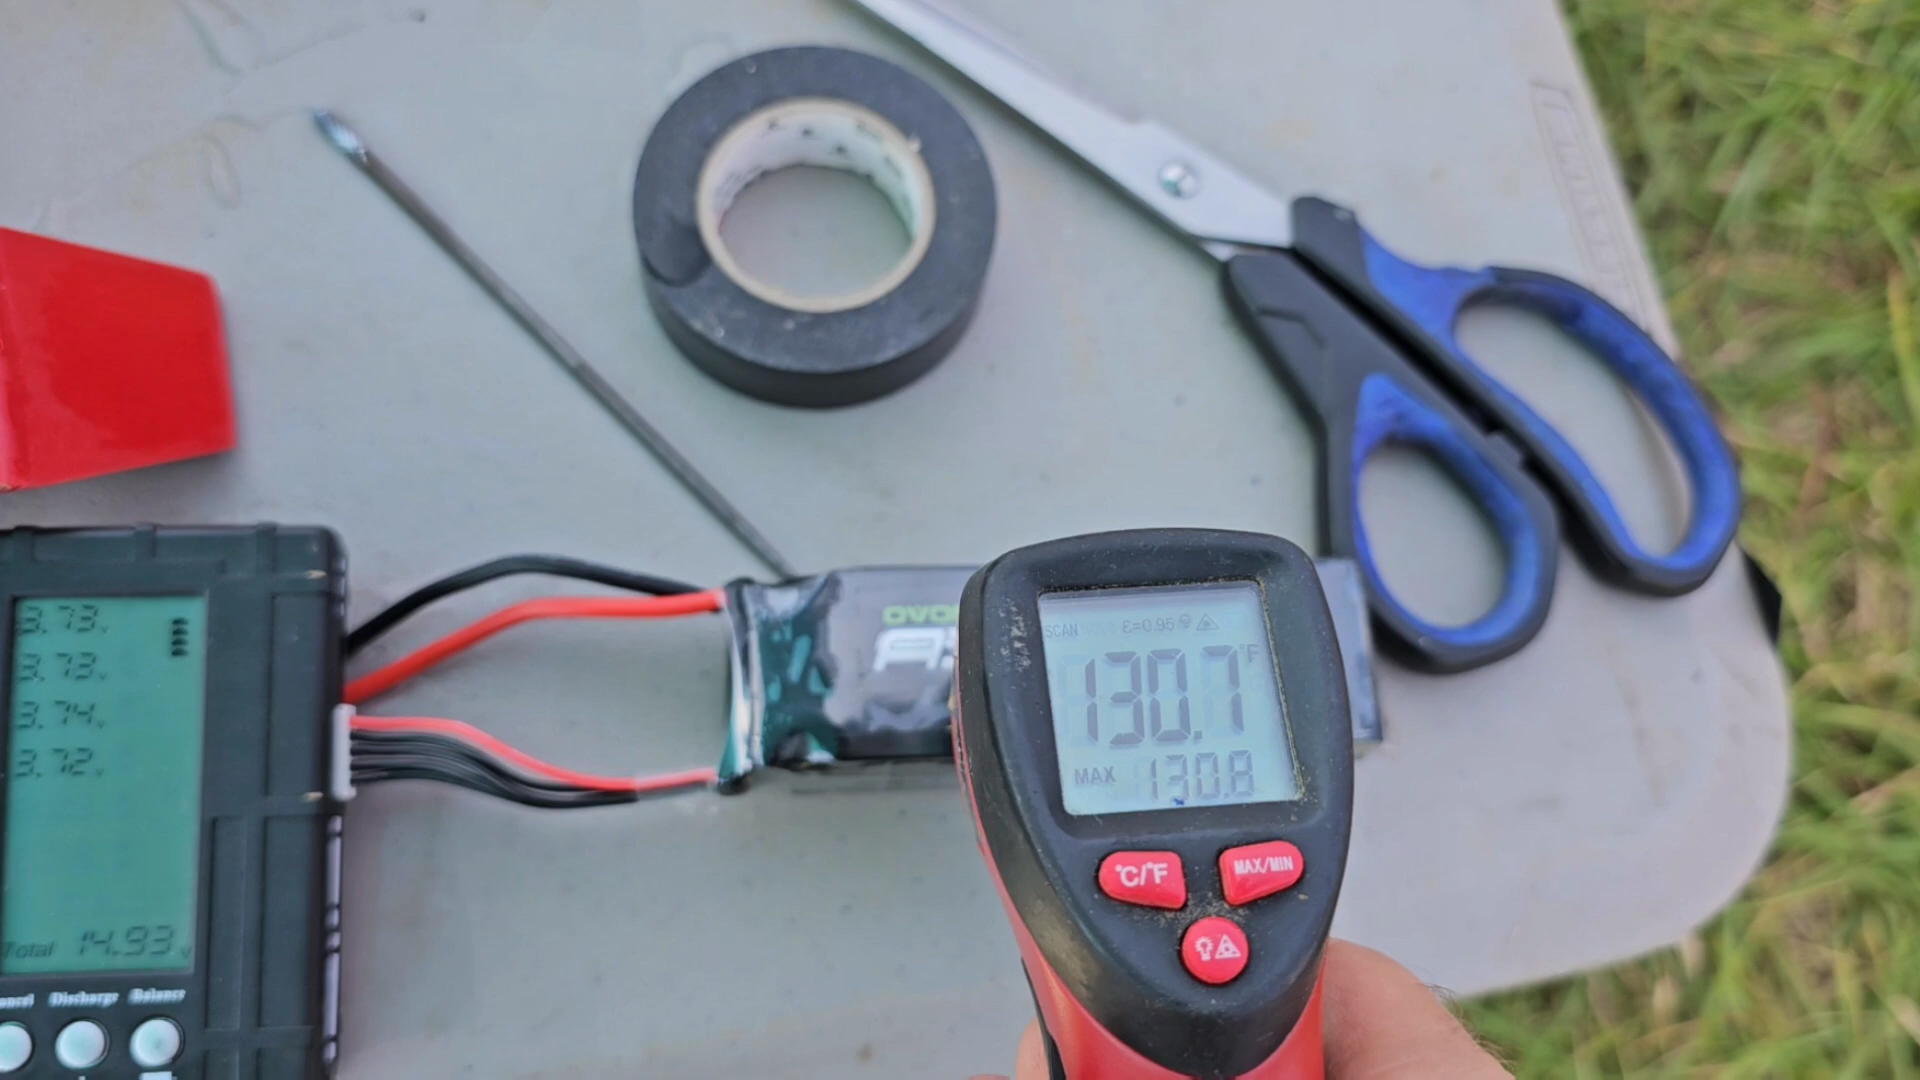 3.73v
3.73v
3.74v
3.72v
Total 14.93v
Discharge Balance
OVO
SCAN ε=0.95
130.7°F
MAX 130.8
°C/°F
MAX/MIN